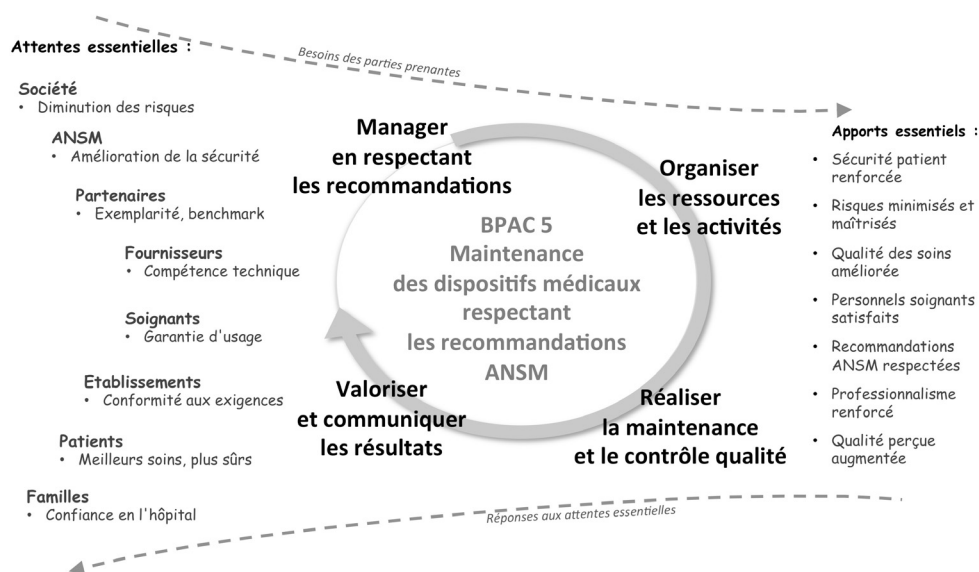 Attentes essentielles :
Besoins des parties prenantes
Société
• Diminution des risques
ANSM
• Amélioration de la sécurité
Partenaires
• Exemplarité, benchmark
Fournisseurs
• Compétence technique
Soignants
• Garantie d'usage
Etablissements
• Conformité aux exigences
Patients
• Meilleurs soins, plus sûrs
Familles
• Confiance en l'hôpital
Manager
en respectant
les recommandations
Organiser
les ressources
et les activités
BPAC 5
Maintenance
des dispositifs médicaux
respectant
les recommandations
ANSM
Valoriser
et communiquer
les résultats
Réaliser
la maintenance
et le contrôle qualité
Apports essentiels :
• Sécurité patient
renforcée
• Risques minimisés et
maîtrisés
• Qualité des soins
améliorée
• Personnels soignants
satisfaits
• Recommandations
ANSM respectées
• Professionnalisme
renforcé
• Qualité perçue
augmentée
Réponses aux attentes essentielles